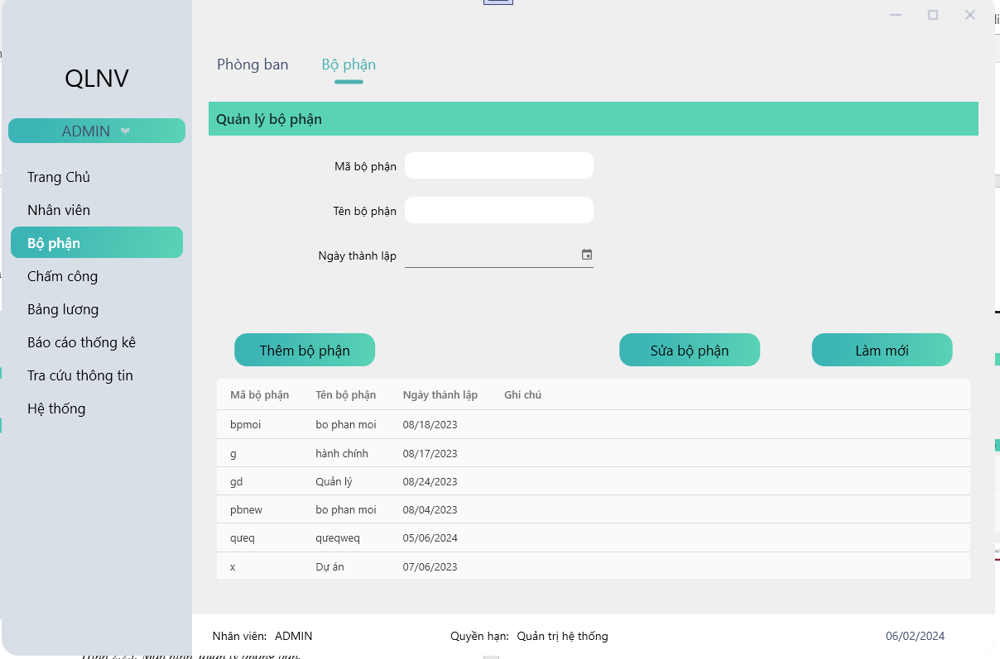 QLNV
ADMIN
Trang Chủ
Nhân viên
Bộ phận
Chấm công
Bảng lương
Báo cáo thống kê
Tra cứu thông tin
Hệ thống
Phòng ban Bộ phận
Quản lý bộ phận
Mã bộ phận
Tên bộ phận
Ngày thành lập
Thêm bộ phận Sửa bộ phận Làm mới
Mã bộ phận Tên bộ phận Ngày thành lập Ghi chú
bpmoi bo phan moi 08/18/2023
g hành chính 08/17/2023
gd Quản lý 08/24/2023
pbnew bo phan moi 08/04/2023
qưeq qưeqweq 05/06/2024
x Dự án 07/06/2023
Nhân viên: ADMIN Quyền hạn: Quản trị hệ thống 06/02/2024